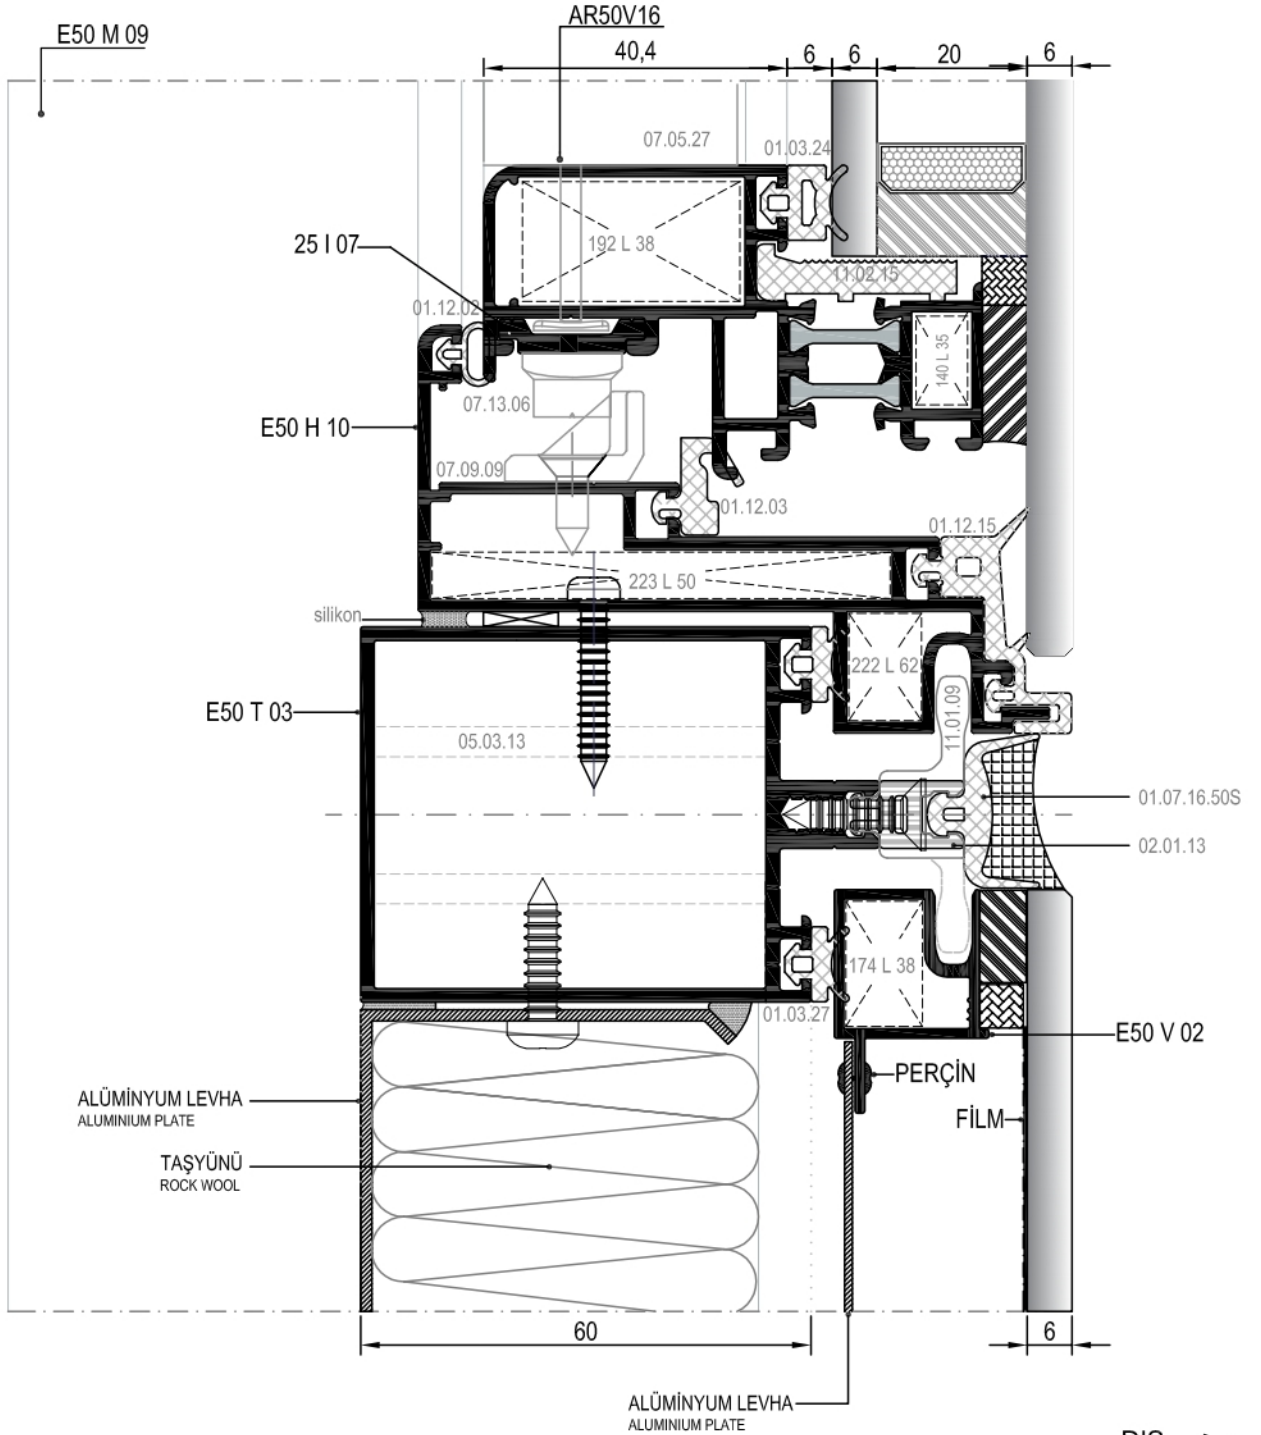 AR50V16
E50 M 09
40,4
6
6
20
6
07.05.27
01.03.24
192 L 38
25 I 07
11.02.15
01.12.02
140 L 35
07.13.06
E50 H 10
07.09.09
01.12.03
01.12.15
223 L 50
silikon
222 L 62
11.01.09
E50 T 03
05.03.13
01.07.16.50S
02.01.13
174 L 38
01.03.27
E50 V 02
PERÇİN
ALÜMİNYUM LEVHA
ALUMINIUM PLATE
FİLM
TAŞYÜNÜ
ROCK WOOL
60
6
ALÜMİNYUM LEVHA
ALUMINIUM PLATE